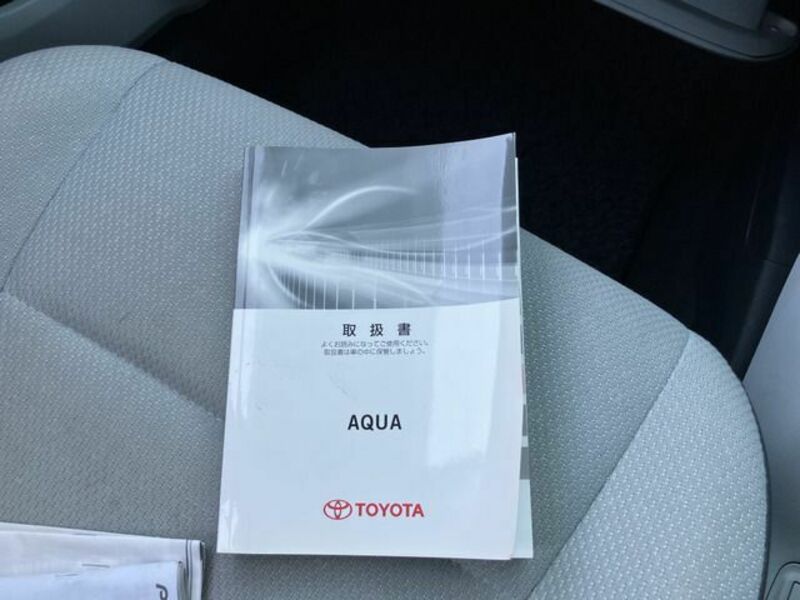 取扱書
よくお読みになってご使用ください。
取扱書は車の中に保管しましょう。
AQUA
TOYOTA